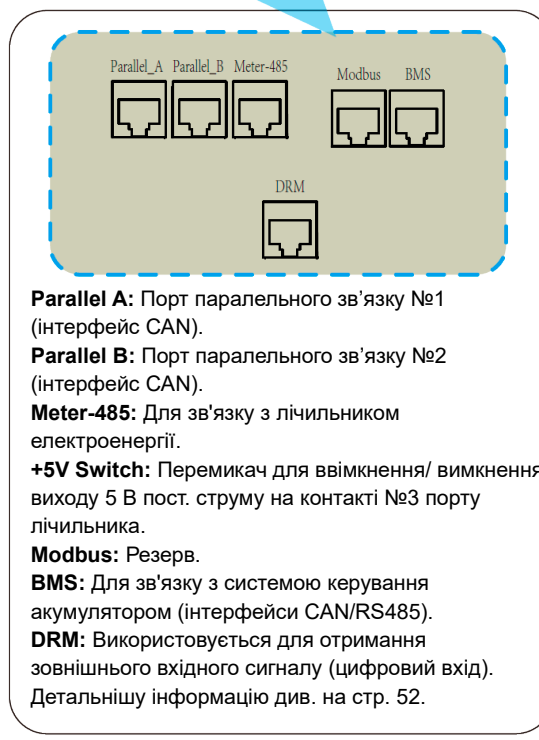 Parallel_A Parallel_B Meter-485 Modbus BMS
DRM
Parallel A: Порт паралельного зв’язку №1
(інтерфейс CAN).
Parallel B: Порт паралельного зв’язку №2
(інтерфейс CAN).
Meter-485: Для зв'язку з лічильником
електроенергії.
+5V Switch: Перемикач для ввімкнення/ вимкнення
виходу 5 В пост. струму на контакті №3 порту
лічильника.
Modbus: Резерв.
BMS: Для зв'язку з системою керування
акумулятором (інтерфейси CAN/RS485).
DRM: Використовується для отримання
зовнішнього вхідного сигналу (цифровий вхід).
Детальнішу інформацію див. на стр. 52.